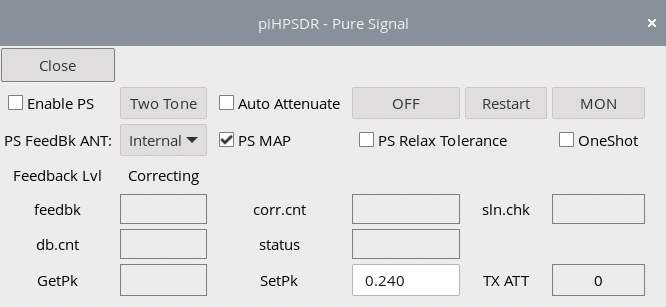 piHPSDR - Pure Signal ×
Close
Enable PS Two Tone Auto Attenuate OFF Restart MON
PS FeedBk ANT: Internal PS MAP PS Relax Tolerance OneShot
Feedback Lvl Correcting
feedbk corr.cnt sln.chk
db.cnt status
GetPk SetPk 0.240 TX ATT 0